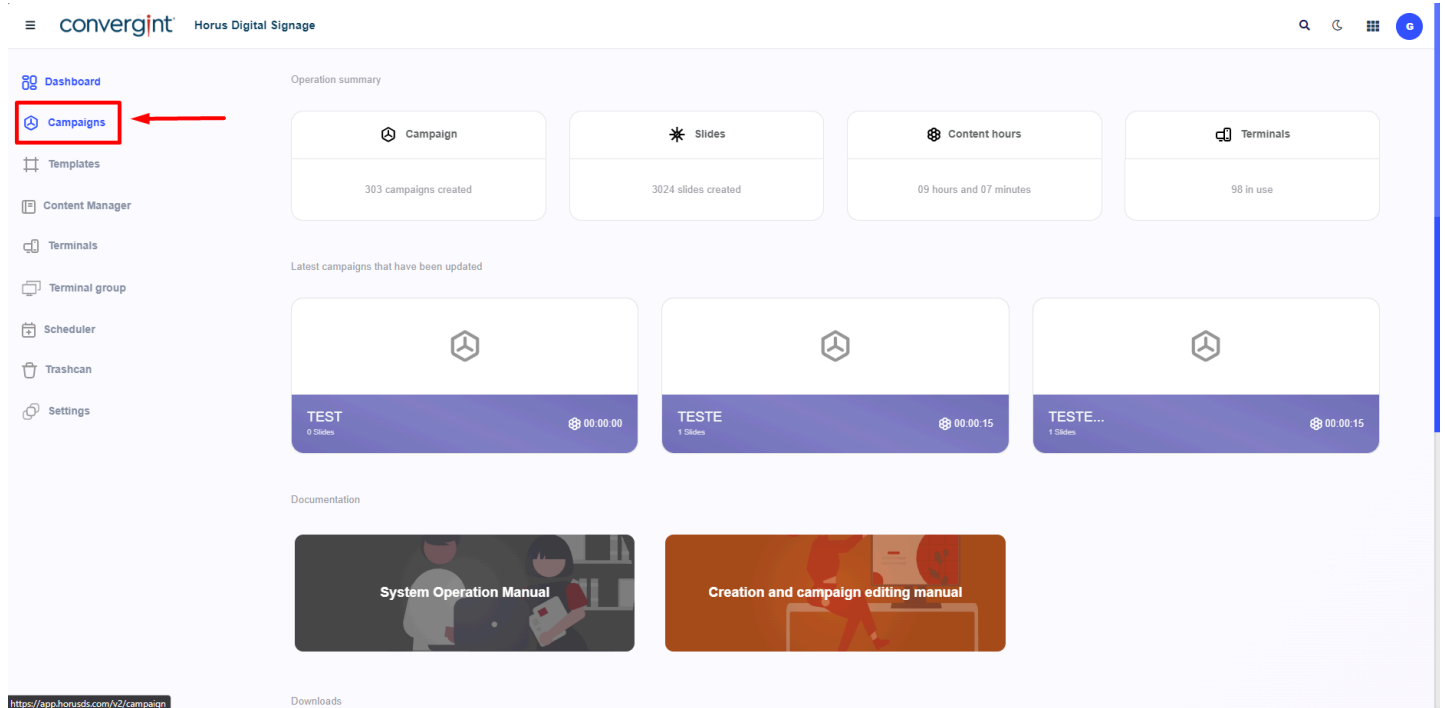 convergint Horus Digital Signage
G
Dashboard
Campaigns
Templates
Content Manager
Terminals
Terminal group
Scheduler
Trashcan
Settings
Operation summary
Campaign
303 campaigns created
Slides
3024 slides created
Content hours
09 hours and 07 minutes
Terminals
98 in use
Latest campaigns that have been updated
TEST
0 Slides
00:00:00
TESTE
1 Slides
00:00:15
TESTE...
1 Slides
00:00:15
Documentation
System Operation Manual
Creation and campaign editing manual
Downloads
https://app.horusds.com/v2/campaign